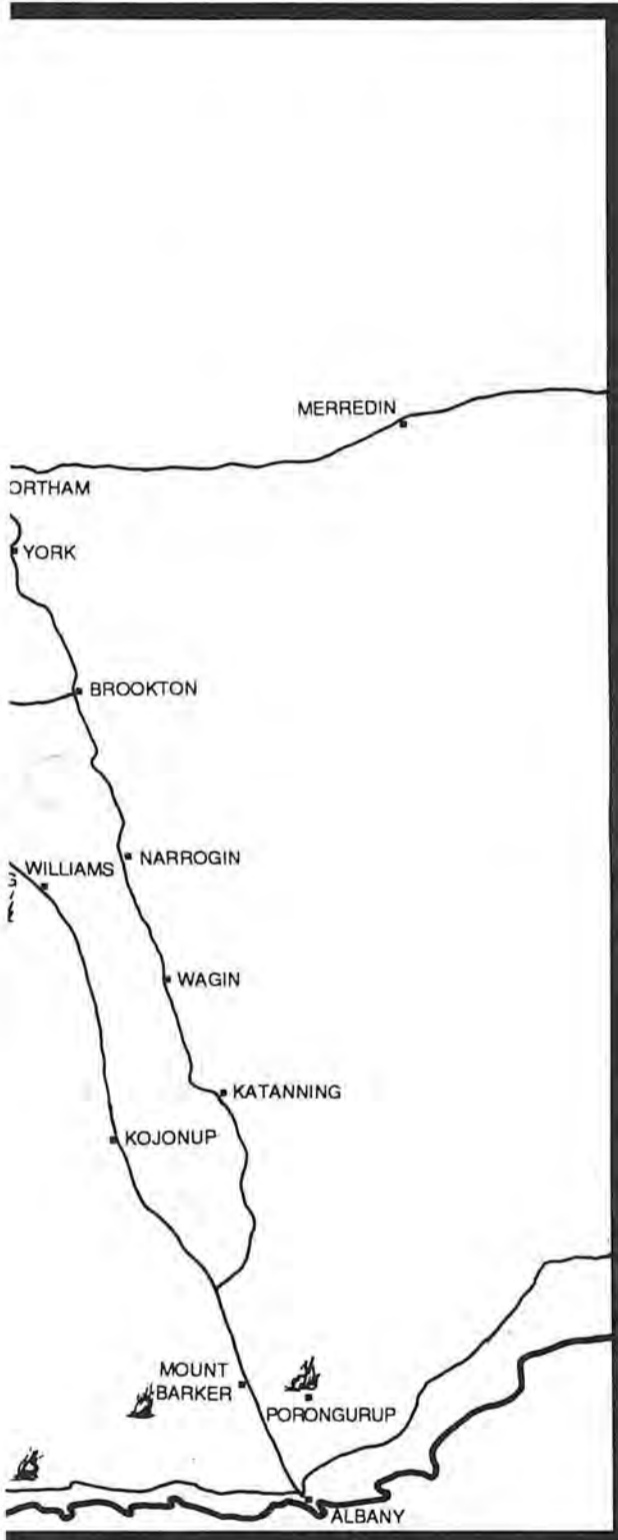 MERREDIN
ORTHAM
YORK
BROOKTON
NARROGIN
WILLIAMS
WAGIN
KATANNING
KOJONUP
MOUNT
BARKER
PORONGURUP
ALBANY